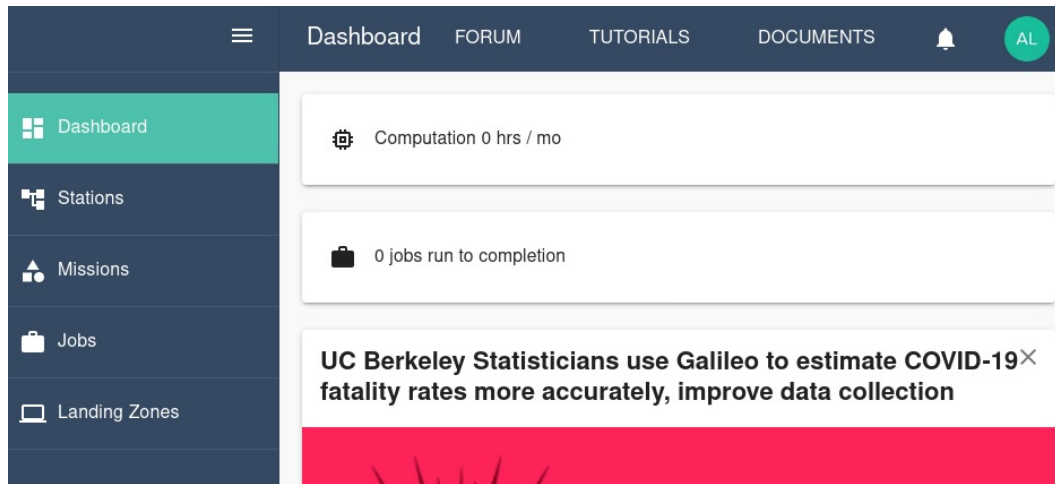 Dashboard FORUM TUTORIALS DOCUMENTS AL
Dashboard
Stations
Missions
Jobs
Landing Zones
Computation 0 hrs / mo
0 jobs run to completion
UC Berkeley Statisticians use Galileo to estimate COVID-19
fatality rates more accurately, improve data collection